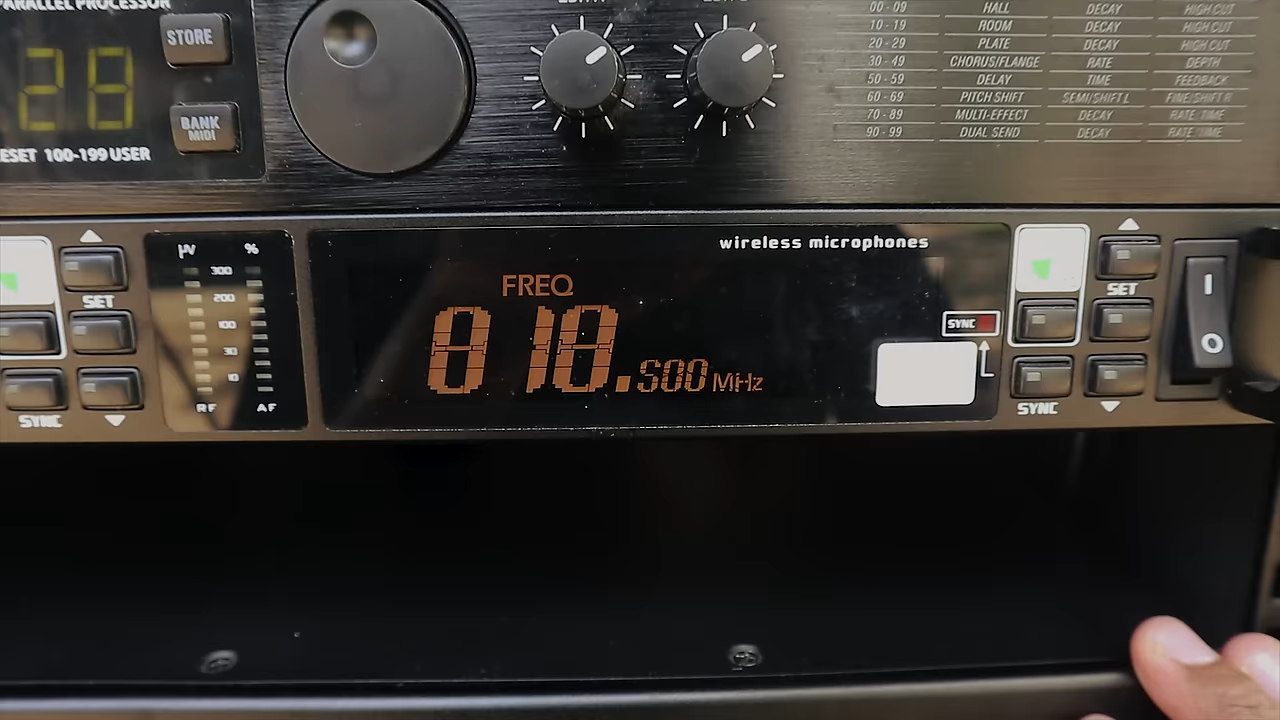 PARALLEL PROCESSOR
STORE
28
BANK
MIDI
ESET 100-199 USER
00 - 09 HALL DECAY HIGH CUT
10 - 19 ROOM DECAY HIGH CUT
20 - 29 PLATE DECAY HIGH CUT
30 - 49 CHORUS/FLANGE RATE DEPTH
50 - 59 DELAY TIME FEEDBACK
60 - 69 PITCH SHIFT SEMI/SHIFT L FINE/SHIFT R
70 - 89 MULTI-EFFECT DECAY RATE TIME
90 - 99 DUAL SEND DECAY RATE TIME
SET
SYNC
µV %
300
200
100
30
10
RF AF
wireless microphones
FREQ
818.500 MHz
SYNC
SET
SYNC
I
O